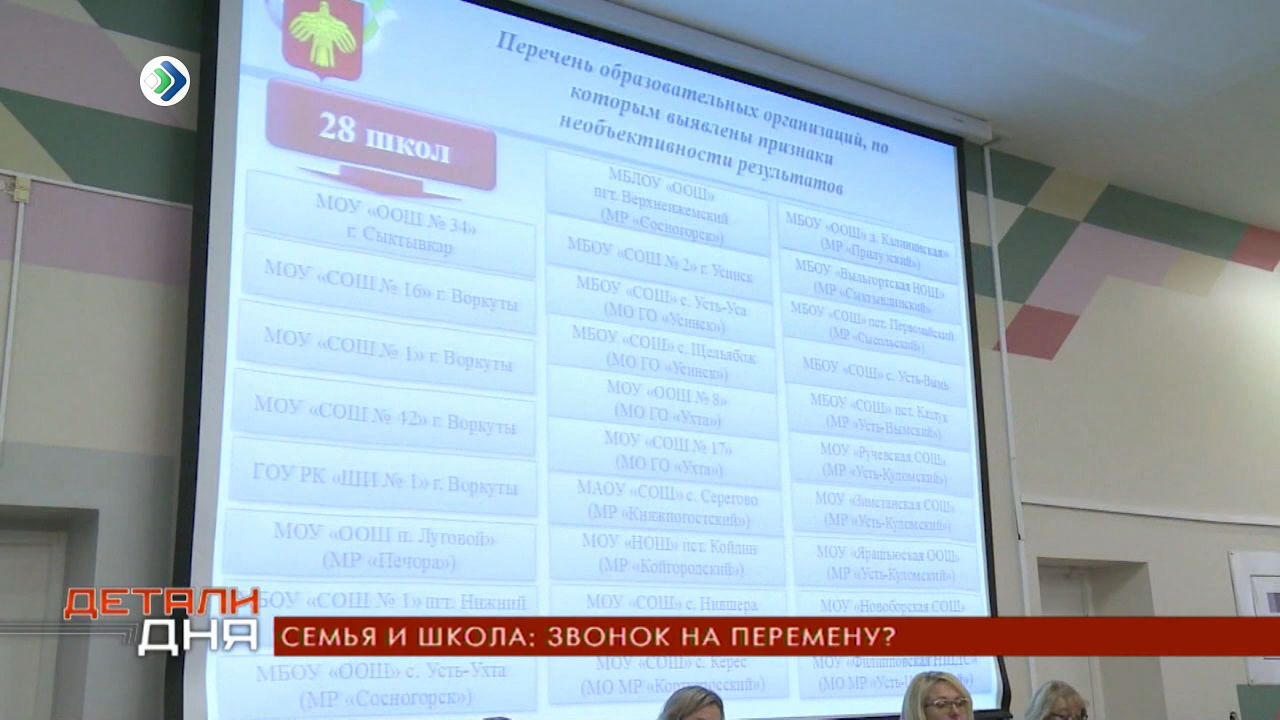 Перечень образовательных организаций, по
которым выявлены признаки
необъективности результатов
28 школ
МОУ «ООШ № 34»
г. Сыктывкар
МОУ «СОШ № 16» г. Воркуты
МОУ «СОШ № 1» г. Воркуты
МОУ «СОШ № 42» г. Воркуты
ГОУ РК «ШИ № 1» г. Воркуты
МОУ «ООШ п. Луговой»
(МР «Печора»)
«СОШ № 1» пгт. Нижний
МБОУ «ООШ» с. Усть-Ухта
(МР «Сосногорск»)
МБЛОУ «ООШ»
пгт. Верхнеижемский
(МР «Сосногорск»)
МБОУ «СОШ № 2» г. Усинск
МБОУ «СОШ» с. Усть-Уса
(МО ГО «Усинск»)
МБОУ «СОШ» с. Щельябож
(МО ГО «Усинск»)
МОУ «ООШ № 8»
(МО ГО «Ухта»)
МОУ «СОШ № 17»
(МО ГО «Ухта»)
МАОУ «СОШ» с. Серегово
(МР «Княжпогостский»)
МОУ «НОШ» пст. Койдин
(МР «Койгородский»)
МОУ «СОШ» с. Нившера
МОУ «СОШ» с. Керес
(МО МР «Корткеросский»)
МБОУ «ООШ» д. Калининская»
(МР «Прилузский»)
МБОУ «Выльгортская НОШ»
(МР «Сыктывдинский»)
МБОУ «СОШ» пст. Первомайский
(МР «Сысольский»)
МБОУ «СОШ» с. Усть-Вымь
МБОУ «СОШ» пст. Казлук
(МР «Усть-Вымский»)
МОУ «Ручевская СОШ»
(МР «Усть-Куломский»)
МОУ «Зимстанская СОШ»
(МР «Усть-Куломский»)
МОУ «Ярашъюская ООШ»
(МР «Усть-Куломский»)
МОУ «Новоборская СОШ»
МОУ «Филипповская НШДС»
(МО МР
ДЕТАЛИ
ДНЯ
СЕМЬЯ И ШКОЛА: ЗВОНОК НА ПЕРЕМЕНУ?